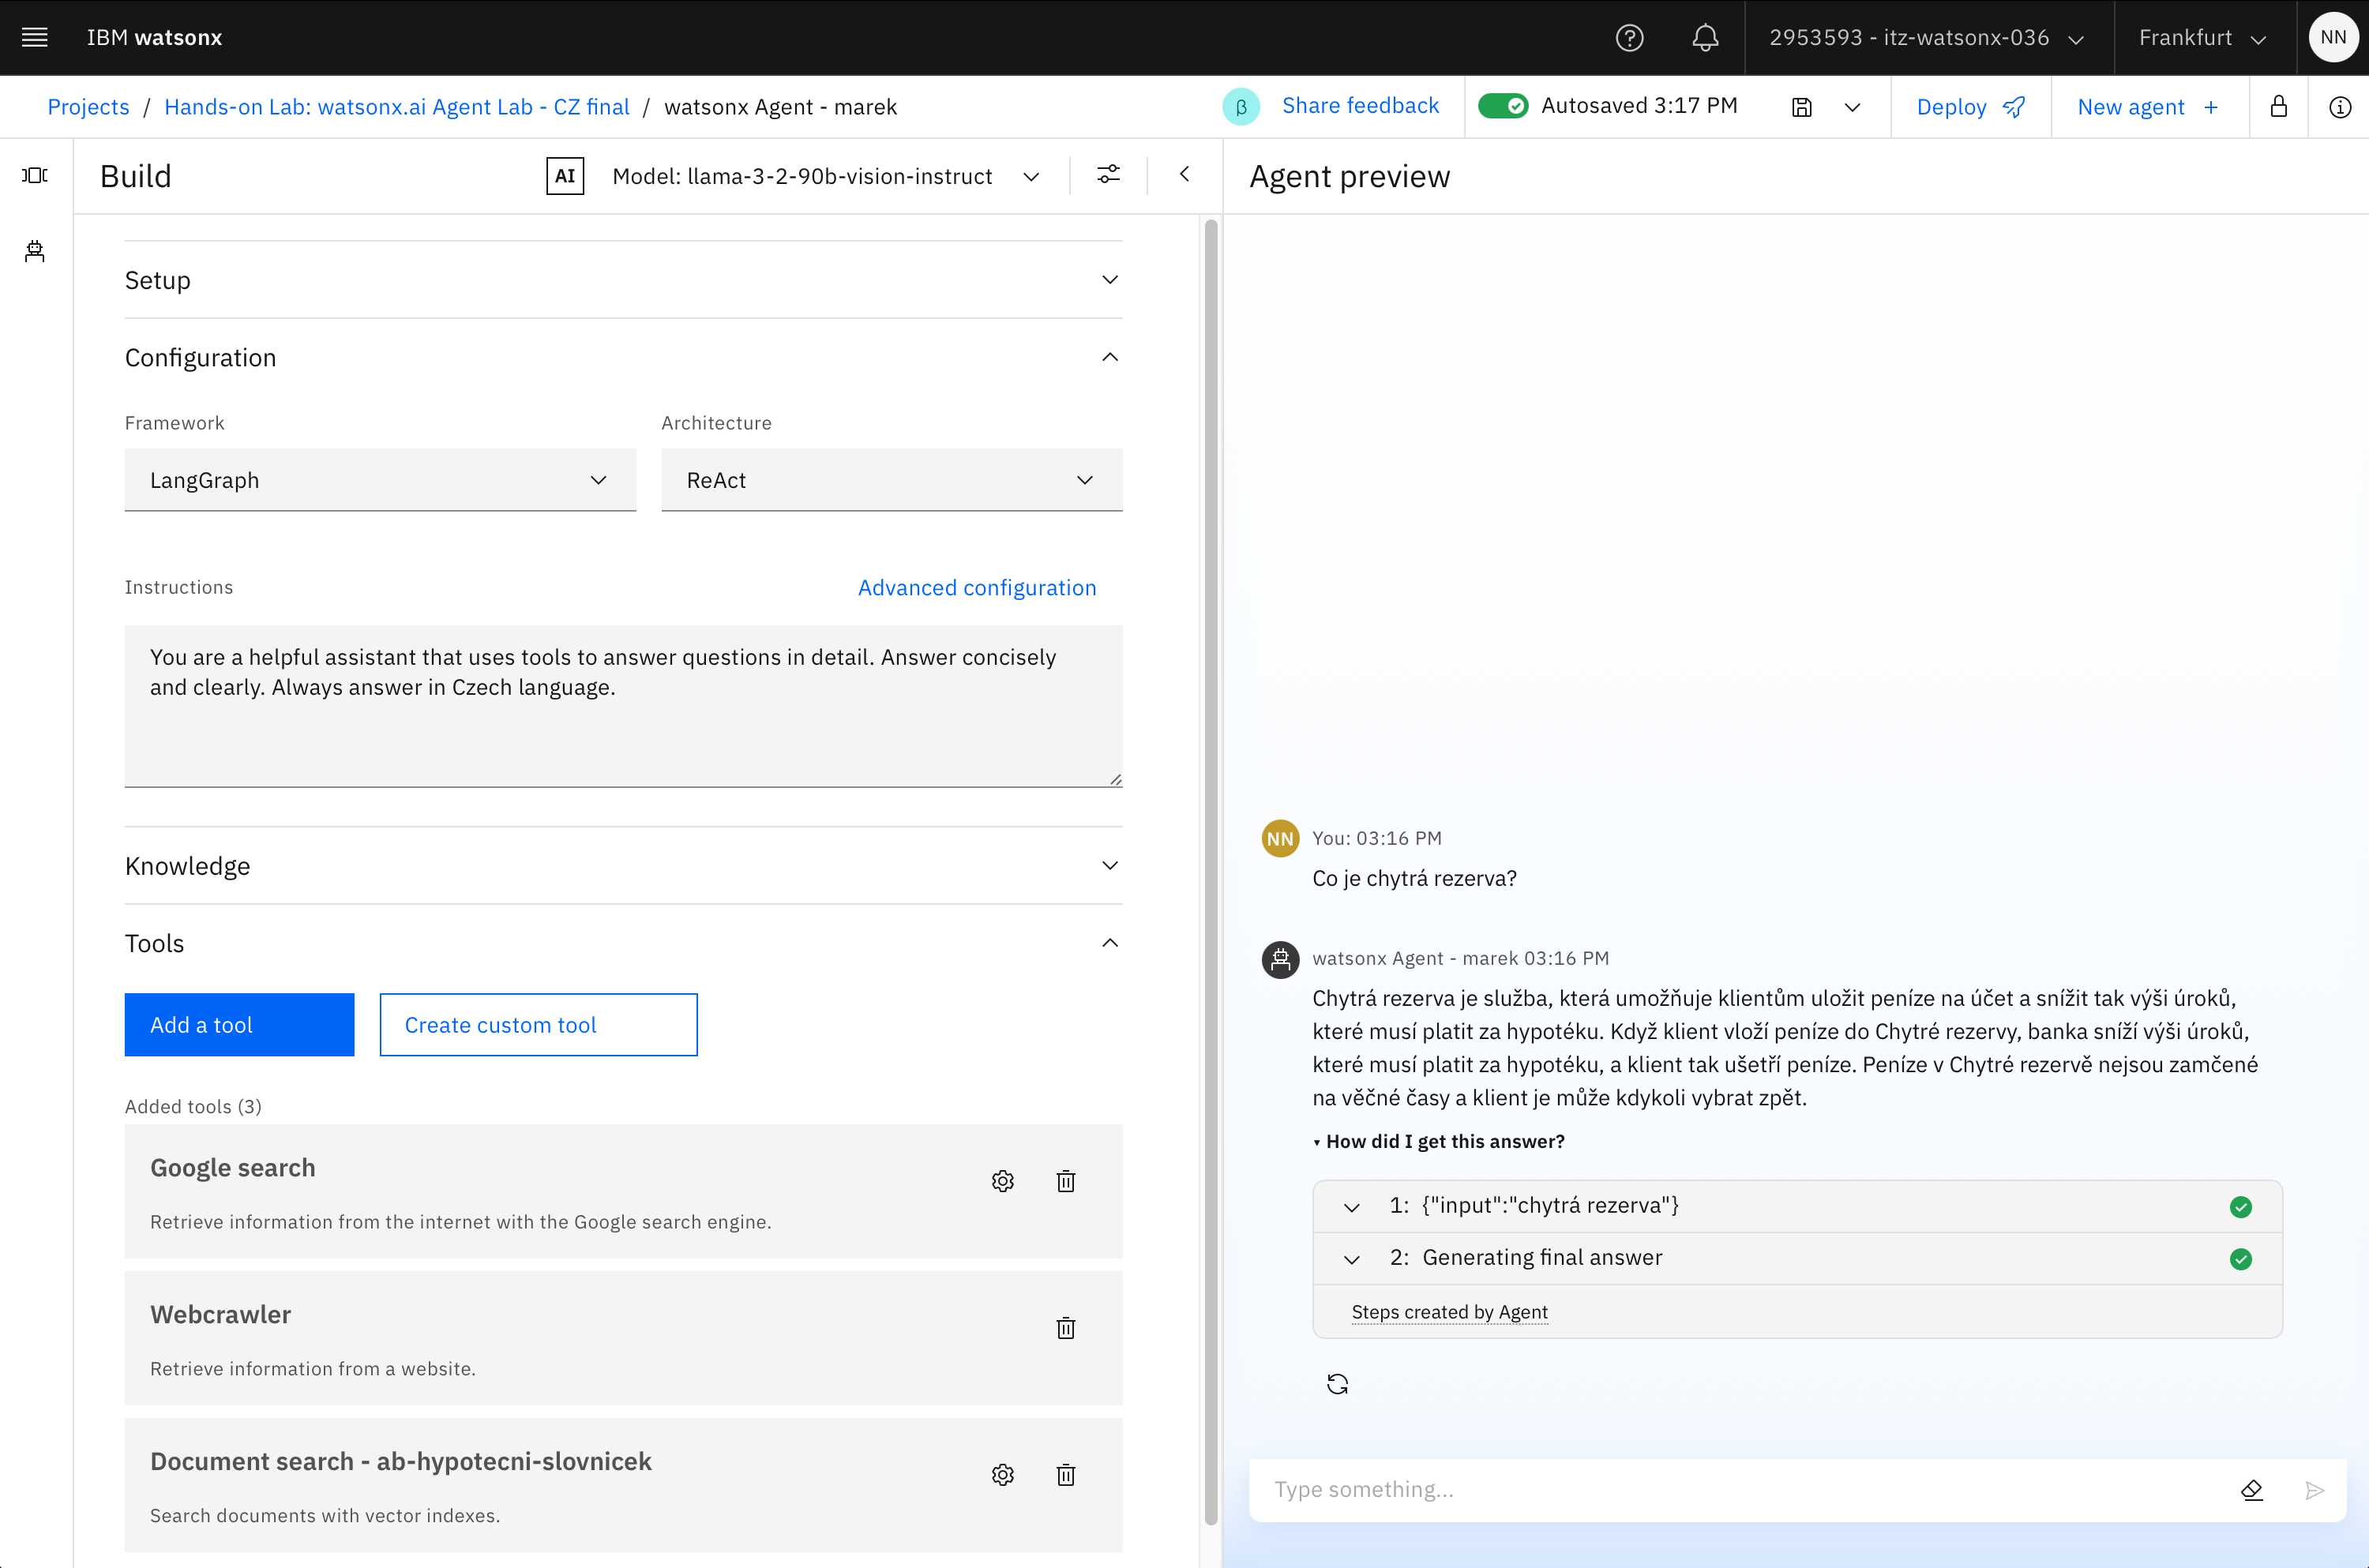 IBM watsonx
2953593 - itz-watsonx-036
Frankfurt
NN
Projects / Hands-on Lab: watsonx.ai Agent Lab - CZ final / watsonx Agent - marek
β
Share feedback
Autosaved 3:17 PM
Deploy
New agent +
Build
AI
Model: llama-3-2-90b-vision-instruct
Agent preview
Setup
Configuration
Framework
Architecture
LangGraph
ReAct
Instructions
Advanced configuration
You are a helpful assistant that uses tools to answer questions in detail. Answer concisely
and clearly. Always answer in Czech language.
Knowledge
Tools
Add a tool
Create custom tool
Added tools (3)
Google search
Retrieve information from the internet with the Google search engine.
Webcrawler
Retrieve information from a website.
Document search - ab-hypotecni-slovnicek
Search documents with vector indexes.
NN
You: 03:16 PM
Co je chytrá rezerva?
watsonx Agent - marek 03:16 PM
Chytrá rezerva je služba, která umožňuje klientům uložit peníze na účet a snížit tak výši úroků,
které musí platit za hypotéku. Když klient vloží peníze do Chytré rezervy, banka sníží výši úroků,
které musí platit za hypotéku, a klient tak ušetří peníze. Peníze v Chytré rezervě nejsou zamčené
na věčné časy a klient je může kdykoli vybrat zpět.
How did I get this answer?
1: {"input":"chytrá rezerva"}
2: Generating final answer
Steps created by Agent
Type something...